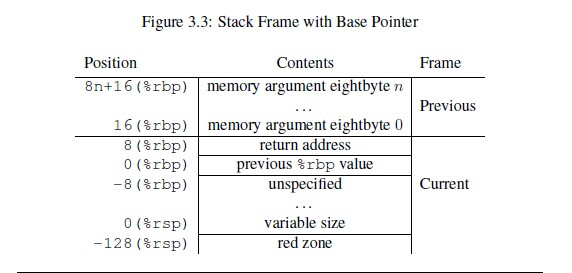 Figure 3.3: Stack Frame with Base Pointer
Position Contents Frame
8n+16(%rbp) memory argument eightbyte n
... Previous
16(%rbp) memory argument eightbyte 0
8(%rbp) return address
0(%rbp) previous %rbp value
-8(%rbp) unspecified Current
...
0(%rsp) variable size
-128(%rsp) red zone